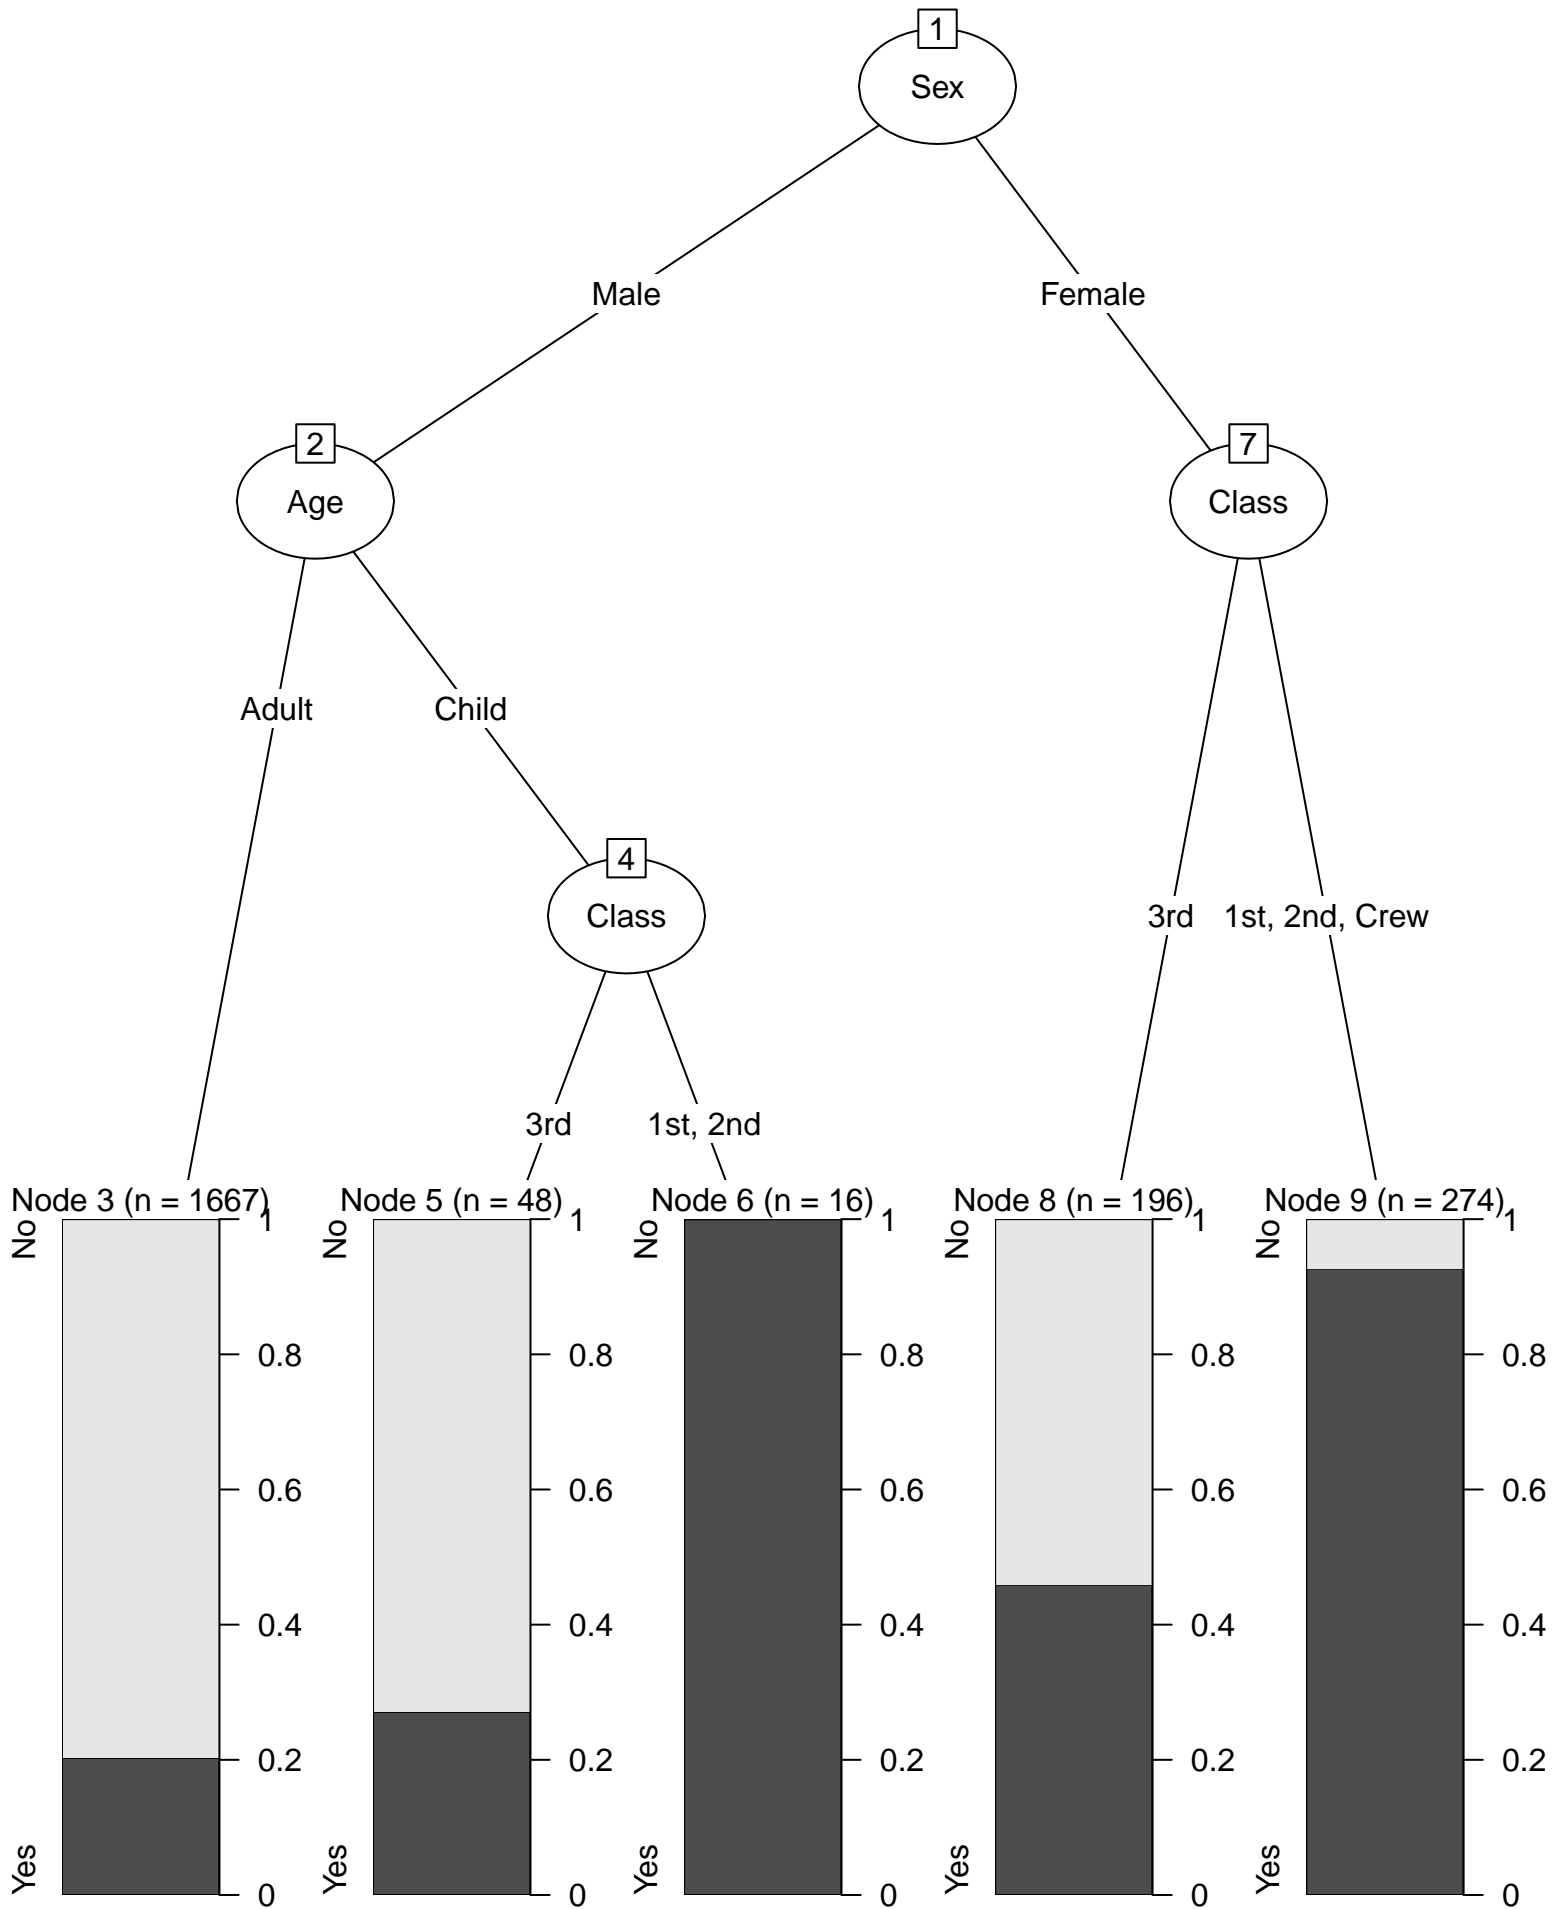 1
Sex
Male
Female
2
Age
7
Class
Adult
Child
4
Class
3rd
1st, 2nd, Crew
3rd
1st, 2nd
Node 3 (n = 1667)
No
Yes
1
0.8
0.6
0.4
0.2
0
Node 5 (n = 48)
No
Yes
1
0.8
0.6
0.4
0.2
0
Node 6 (n = 16)
No
Yes
1
0.8
0.6
0.4
0.2
0
Node 8 (n = 196)
No
Yes
1
0.8
0.6
0.4
0.2
0
Node 9 (n = 274)
No
Yes
1
0.8
0.6
0.4
0.2
0